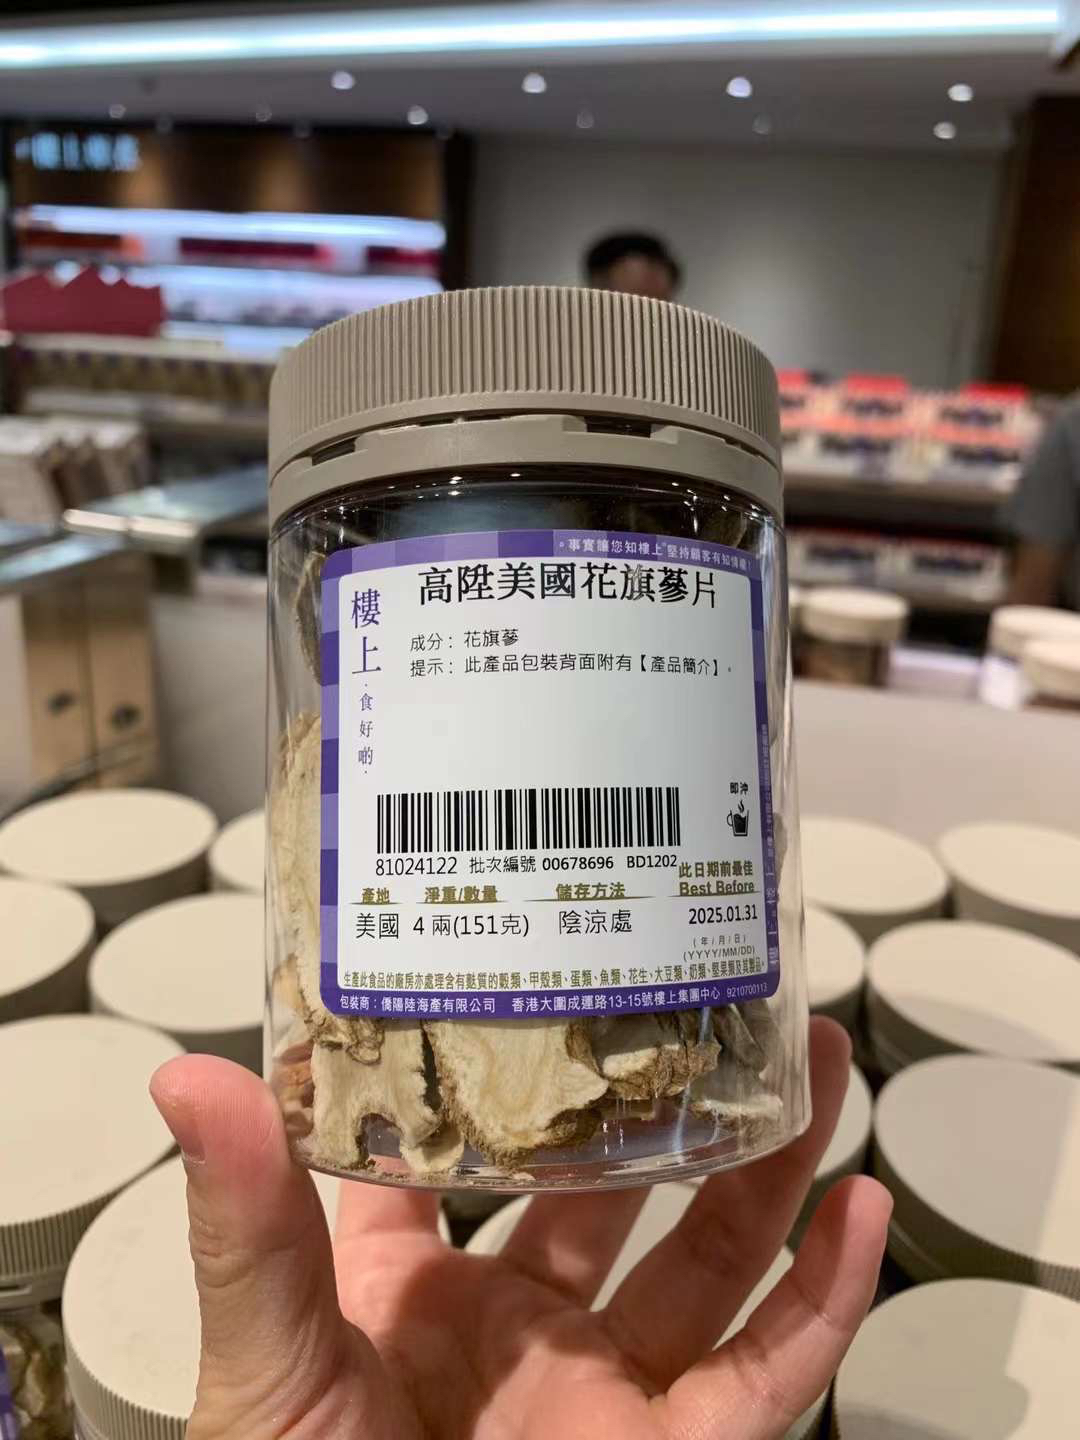 。事實讓您知樓上"堅持顧客有知情權!
樓上
·食好啲·
高陞美國花旗蔘片
成分：花旗蔘
提示：此產品包裝背面附有【產品簡介】。
即沖
81024122 批次編號 00678696 BD1202
此日期前最佳
Best Before
產地 淨重/數量 儲存方法
美國 4 兩(151克) 陰涼處
2025.01.31
(年/月/日)
(YYYY/MM/DD)
生產此食品的廠房亦處理含有麩質的穀類、甲殼類、蛋類、魚類、花生、大豆類、奶類、堅果類及其製品。
包裝商：僑陽陸海產有限公司 香港大圍成運路13-15號樓上集團中心 9210700113